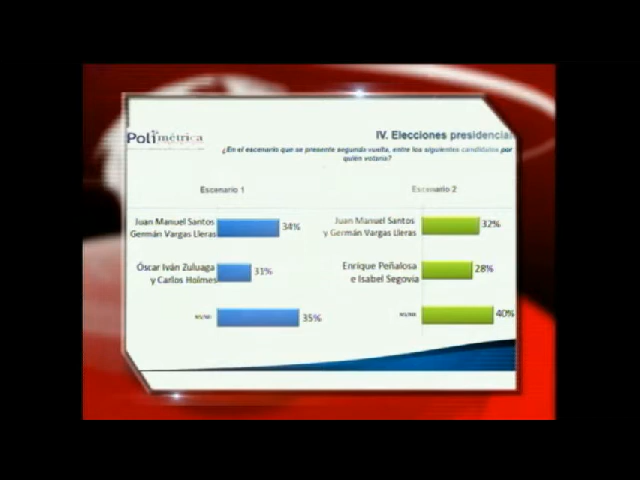 Polimétrica
IV. Elecciones presidencial
¿En el escenario que se presente segunda vuelta, entre los siguientes candidatos por
quién votaría?
Escenario 1
Juan Manuel Santos
Germán Vargas Lleras
34%
Óscar Iván Zuluaga
y Carlos Holmes
31%
35%
Escenario 2
Juan Manuel Santos
y Germán Vargas Lleras
32%
Enrique Peñalosa
e Isabel Segovia
28%
40%